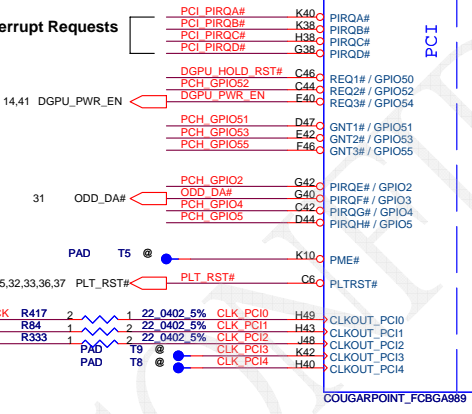 PCI_PIRQA# K40 PIRQA#
errupt Requests PCI_PIRQB# K38 PIRQB#
PCI_PIRQC# H38 PIRQC#
PCI_PIRQD# G38 PIRQD#
PCI
DGPU_HOLD_RST# C46 REQ1# / GPIO50
PCH_GPIO52 C44 REQ2# / GPIO52
14,41 DGPU_PWR_EN DGPU_PWR_EN E40 REQ3# / GPIO54
PCH_GPIO51 D47 GNT1# / GPIO51
PCH_GPIO53 E42 GNT2# / GPIO53
PCH_GPIO55 F46 GNT3# / GPIO55
PCH_GPIO2 G42 PIRQE# / GPIO2
31 ODD_DA# ODD_DA# G40 PIRQF# / GPIO3
PCH_GPIO4 C42 PIRQG# / GPIO4
PCH_GPIO5 D44 PIRQH# / GPIO5
PAD T5 @ K10 PME#
5,32,33,36,37 PLT_RST# PLT_RST# C6 PLTRST#
CK R417 2 1 22_0402_5% CLK_PCI0 H49 CLKOUT_PCI0
R84 2 1 22_0402_5% CLK_PCI1 H43 CLKOUT_PCI1
R333 2 1 22_0402_5% CLK_PCI2 J48 CLKOUT_PCI2
PAD T9 @ CLK_PCI3 K42 CLKOUT_PCI3
PAD T8 @ CLK_PCI4 H40 CLKOUT_PCI4
COUGARPOINT_FCBGA989